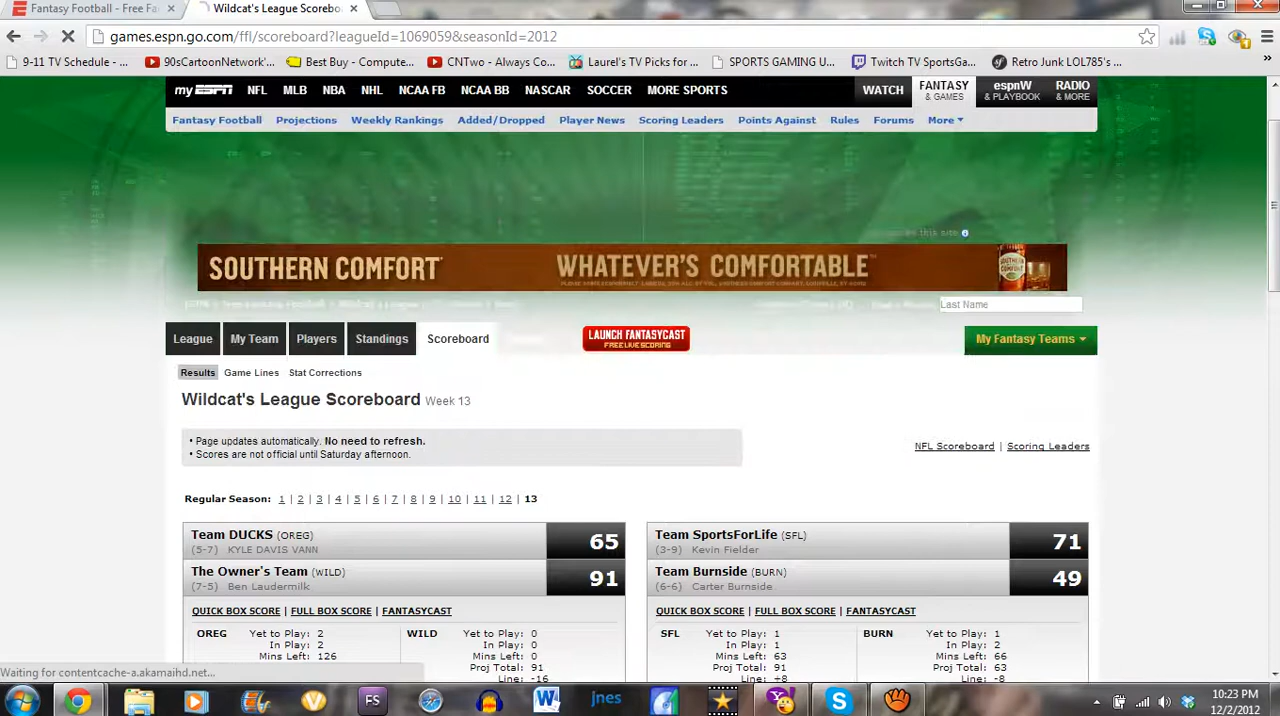 Fantasy Football - Free Fa
Wildcat's League Scorebo
games.espn.go.com/ffl/scoreboard?leagueId=1069059&seasonId=2012
9-11 TV Schedule - ...
90sCartoonNetwork'...
Best Buy - Compute...
CNTwo - Always Co...
Laurel's TV Picks for ...
SPORTS GAMING U...
Twitch TV SportsGa...
Retro Junk LOL785's ...
my ESPN NFL MLB NBA NHL NCAA FB NCAA BB NASCAR SOCCER MORE SPORTS WATCH FANTASY & GAMES espnW & PLAYBOOK RADIO & MORE
Fantasy Football Projections Weekly Rankings Added/Dropped Player News Scoring Leaders Points Against Rules Forums More
this site
SOUTHERN COMFORT WHATEVER'S COMFORTABLE SOUTHERN COMFORT
Last Name
League My Team Players Standings Scoreboard LAUNCH FANTASYCAST My Fantasy Teams
FREE LIVE SCORING
Results Game Lines Stat Corrections
Wildcat's League Scoreboard Week 13
• Page updates automatically. No need to refresh.
• Scores are not official until Saturday afternoon.
NFL Scoreboard | Scoring Leaders
Regular Season: 1 | 2 | 3 | 4 | 5 | 6 | 7 | 8 | 9 | 10 | 11 | 12 | 13
Team DUCKS (OREG) 65
(5-7) KYLE DAVIS VANN
The Owner's Team (WILD) 91
(7-5) Ben Laudermilk
QUICK BOX SCORE | FULL BOX SCORE | FANTASYCAST
OREG Yet to Play: 2 WILD Yet to Play: 0
In Play: 2 In Play: 0
Mins Left: 126 Mins Left: 0
Proj Total: 91
Line: -16
Team SportsForLife (SFL) 71
(3-9) Kevin Fielder
Team Burnside (BURN) 49
(6-6) Carter Burnside
QUICK BOX SCORE | FULL BOX SCORE | FANTASYCAST
SFL Yet to Play: 1 BURN Yet to Play: 1
In Play: 1 In Play: 2
Mins Left: 63 Mins Left: 66
Proj Total: 91 Proj Total: 63
Line: +8 Line: -8
Waiting for contentcache-a.akamaihd.net...
FS
jnes
10:23 PM
12/2/2012